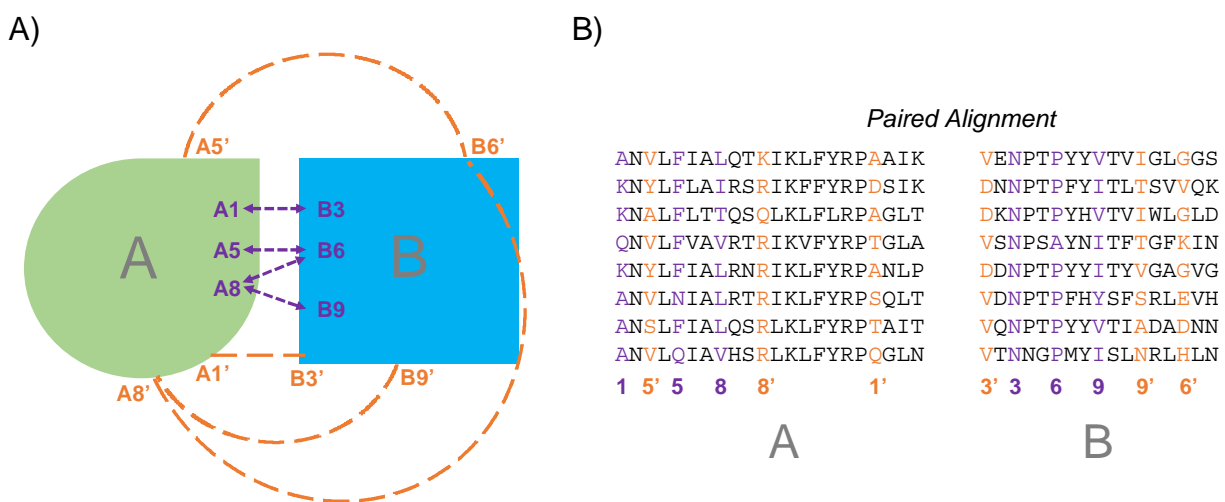 A)
B)
A5’
B6’
A1
B3
A5
B6
A
B
A8
B9
A1’
B3’
A8’
B9’
Paired Alignment
ANVLFIALQTKIKLFYRPAAIK VENPTPYYVTVIGLGGS
KNYLFLAIRSRIKFFYRPDSIK DNNPTPFYITLTSVVQK
KNALFLTTQSQLKLFLRPAGLT DKNPTPYHVTVIWLGLD
QNVLFVAVRTRIKVFYRPTGLA VSNPSAYNITFTGFKIN
KNYLFIALRNRIKLFYRPANLP DDNPTPYYITYVGAGVG
ANVLNIALRTRIKLFYRPSQLT VDNPTPFHYSFSRLEVH
ANSLFIALQSRLKLFYRPTAIT VQNPTPYYVTIADADNN
ANVLQIAVHSRLKLFYRPQGLN VTNNGPMYISLNRLHLN
1 5’ 5 8 8’ 1’ 3’ 3 6 9 9’ 6’
A B